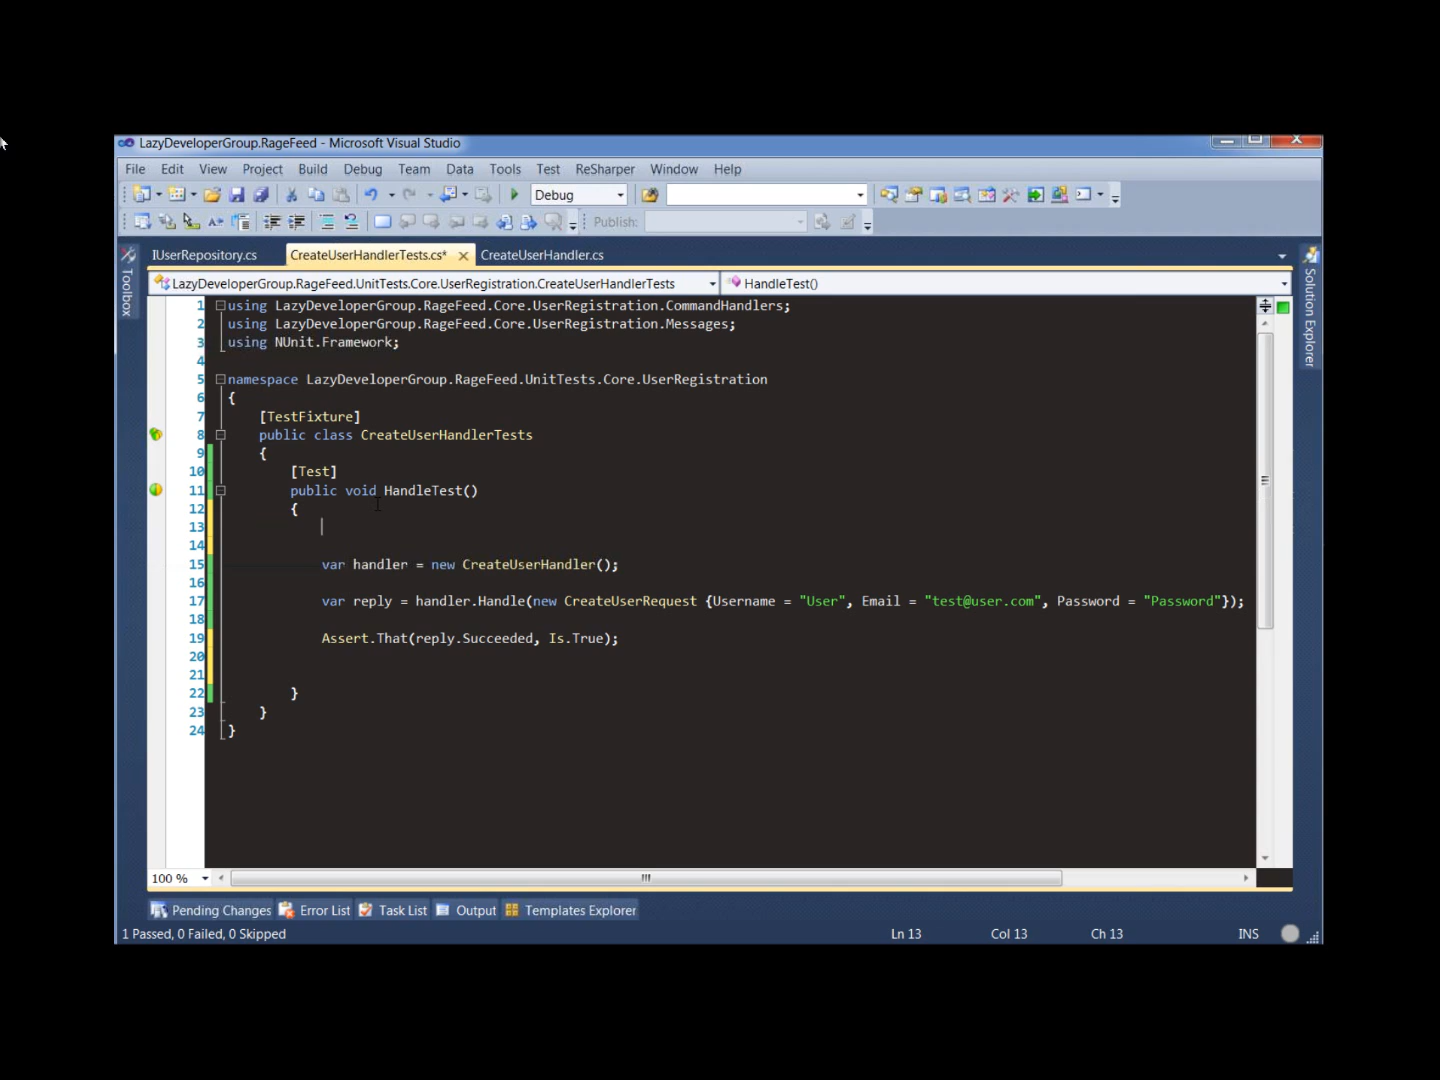 LazyDeveloperGroup.RageFeed - Microsoft Visual Studio
File Edit View Project Build Debug Team Data Tools Test ReSharper Window Help
Debug
Publish:
IUserRepository.cs CreateUserHandlerTests.cs* CreateUserHandler.cs
Toolbox
Solution Explorer
LazyDeveloperGroup.RageFeed.UnitTests.Core.UserRegistration.CreateUserHandlerTests HandleTest()
1 using LazyDeveloperGroup.RageFeed.Core.UserRegistration.CommandHandlers;
2 using LazyDeveloperGroup.RageFeed.Core.UserRegistration.Messages;
3 using NUnit.Framework;
4
5 namespace LazyDeveloperGroup.RageFeed.UnitTests.Core.UserRegistration
6 {
7 [TestFixture]
8 public class CreateUserHandlerTests
9 {
10 [Test]
11 public void HandleTest()
12 {
13
14
15 var handler = new CreateUserHandler();
16
17 var reply = handler.Handle(new CreateUserRequest {Username = "User", Email = "test@user.com", Password = "Password"});
18
19 Assert.That(reply.Succeeded, Is.True);
20
21
22 }
23 }
24 }
100 %
Pending Changes Error List Task List Output Templates Explorer
1 Passed, 0 Failed, 0 Skipped Ln 13 Col 13 Ch 13 INS